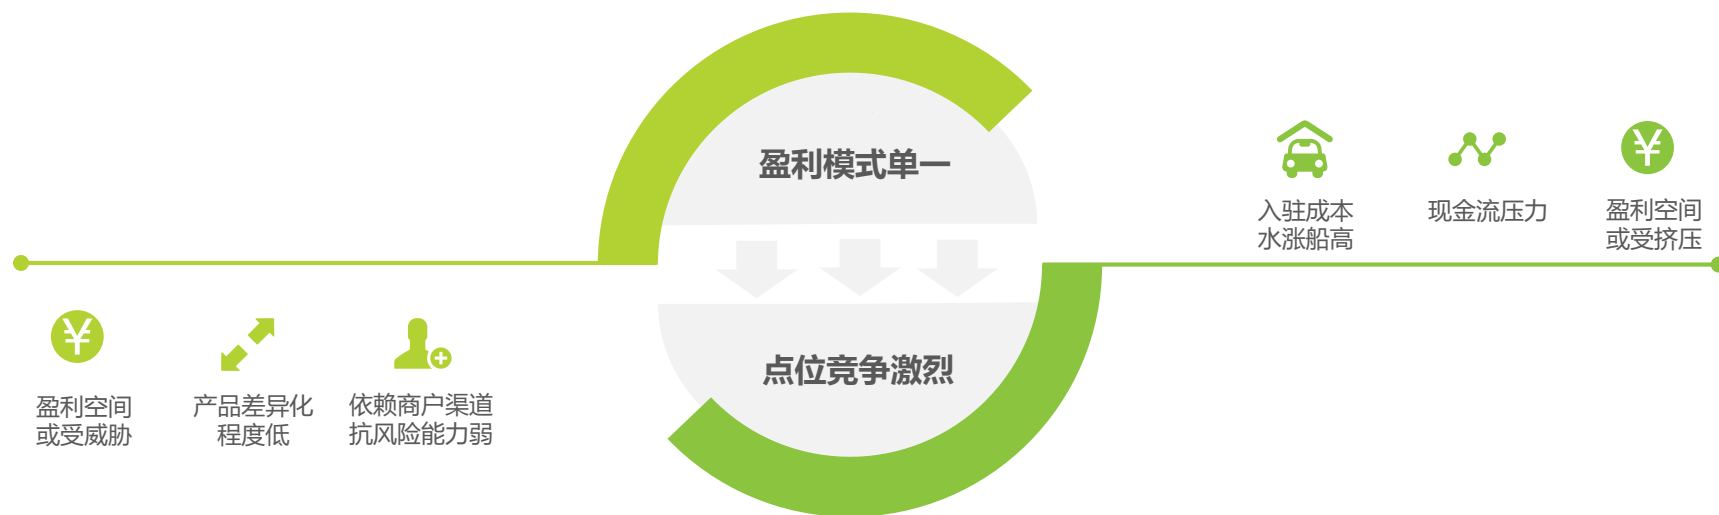 盈利模式单一
点位竞争激烈
盈利空间
或受威胁
产品差异化
程度低
依赖商户渠道
抗风险能力弱
入驻成本
水涨船高
现金流压力
盈利空间
或受挤压